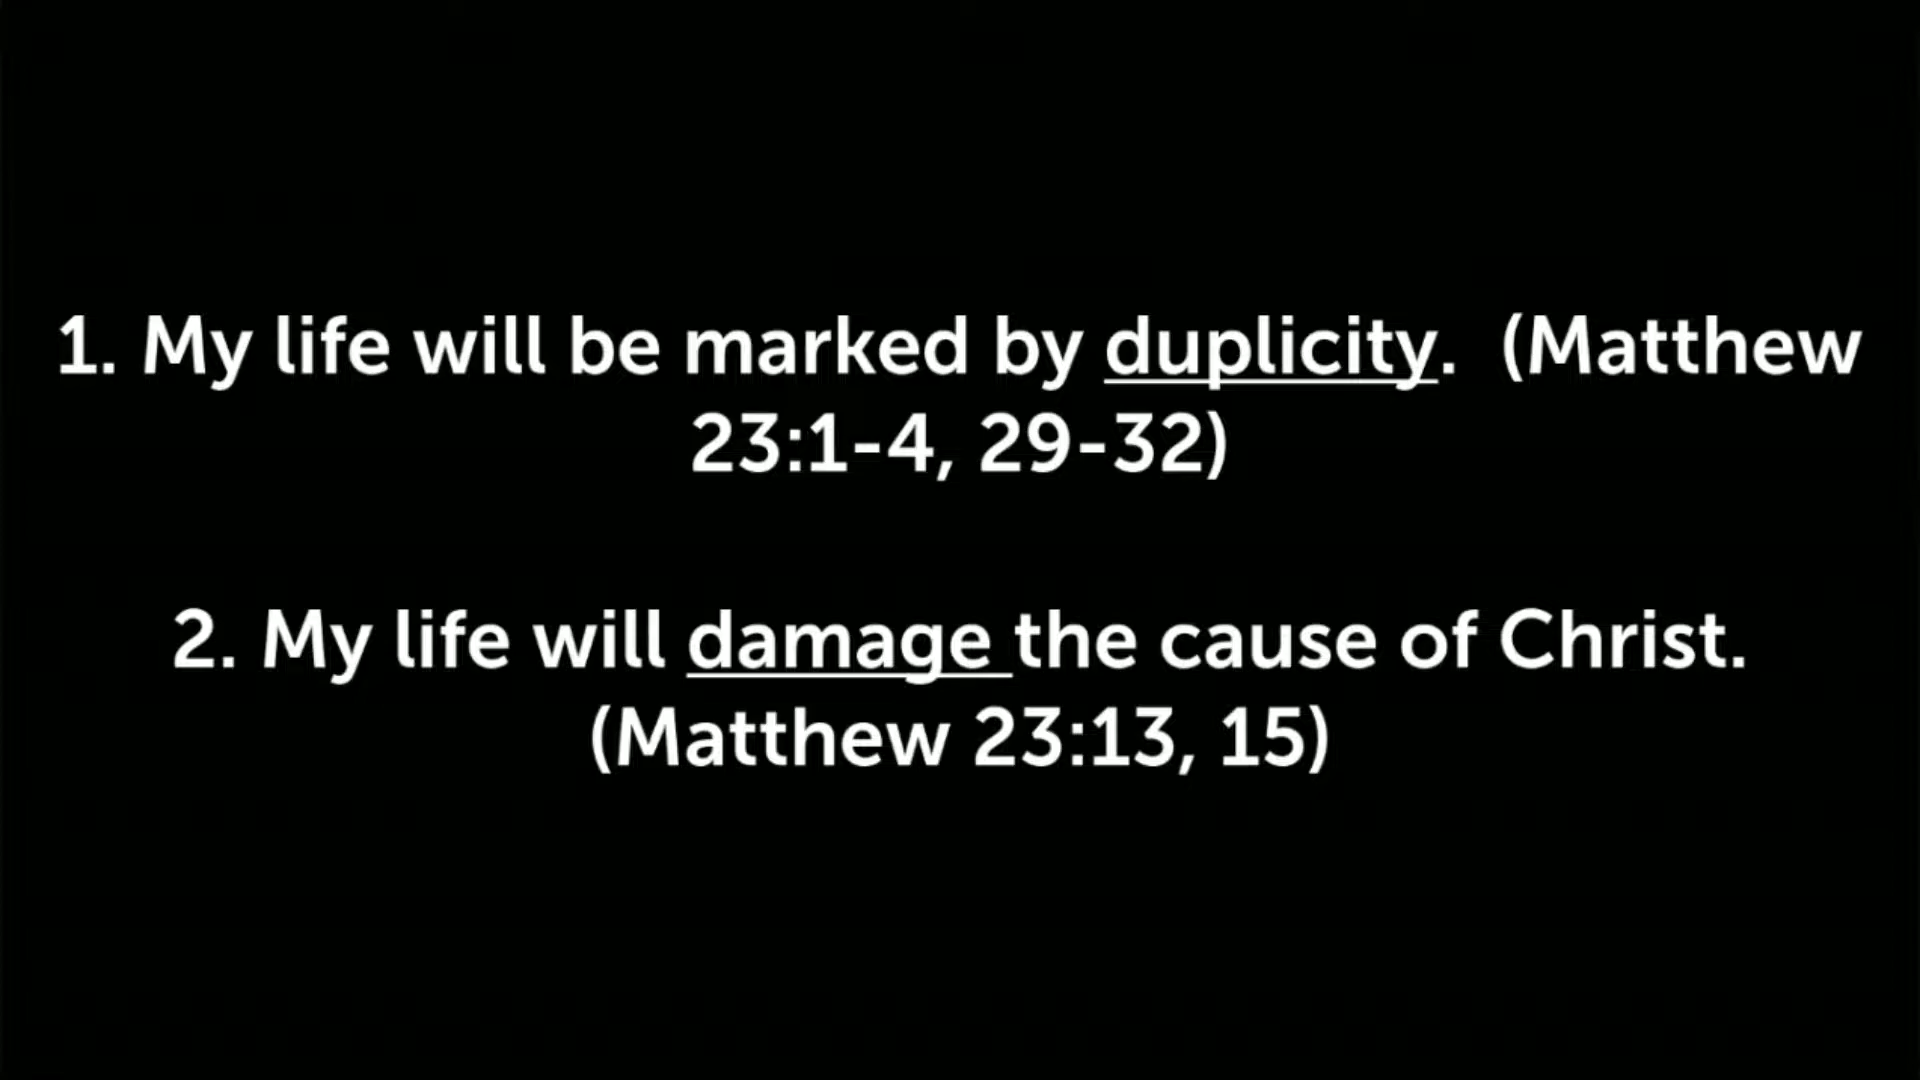 1. My life will be marked by duplicity.  (Matthew
23:1-4, 29-32)
2. My life will damage the cause of Christ.
(Matthew 23:13, 15)